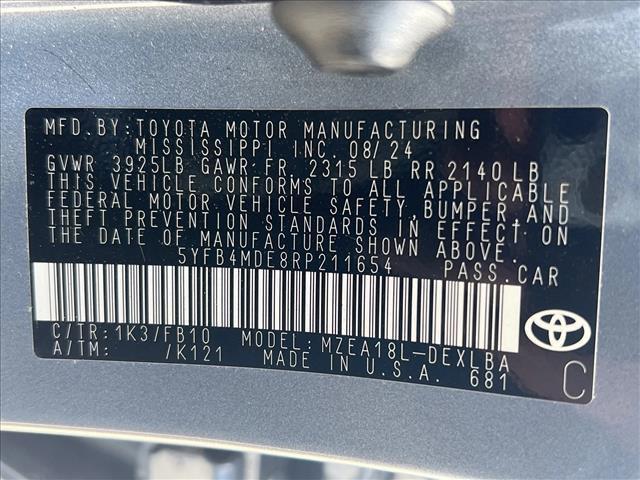 MFD. BY: TOYOTA MOTOR MANUFACTURING
MISSISSIPPI INC. 08/24
GVWR 3925LB GAWR: FR. 2315 LB RR 2140 LB
THIS VEHICLE CONFORMS TO ALL APPLICABLE
FEDERAL MOTOR VEHICLE SAFETY, BUMPER, AND
THEFT PREVENTION STANDARDS IN EFFECT ON
THE DATE OF MANUFACTURE SHOWN ABOVE.
5YFB4MDE8RP211654 PASS. CAR
C/TR: 1K3/FB10 MODEL: MZEA18L-DEXLBA
A/TM: /K121 MADE IN U.S.A. 681
C